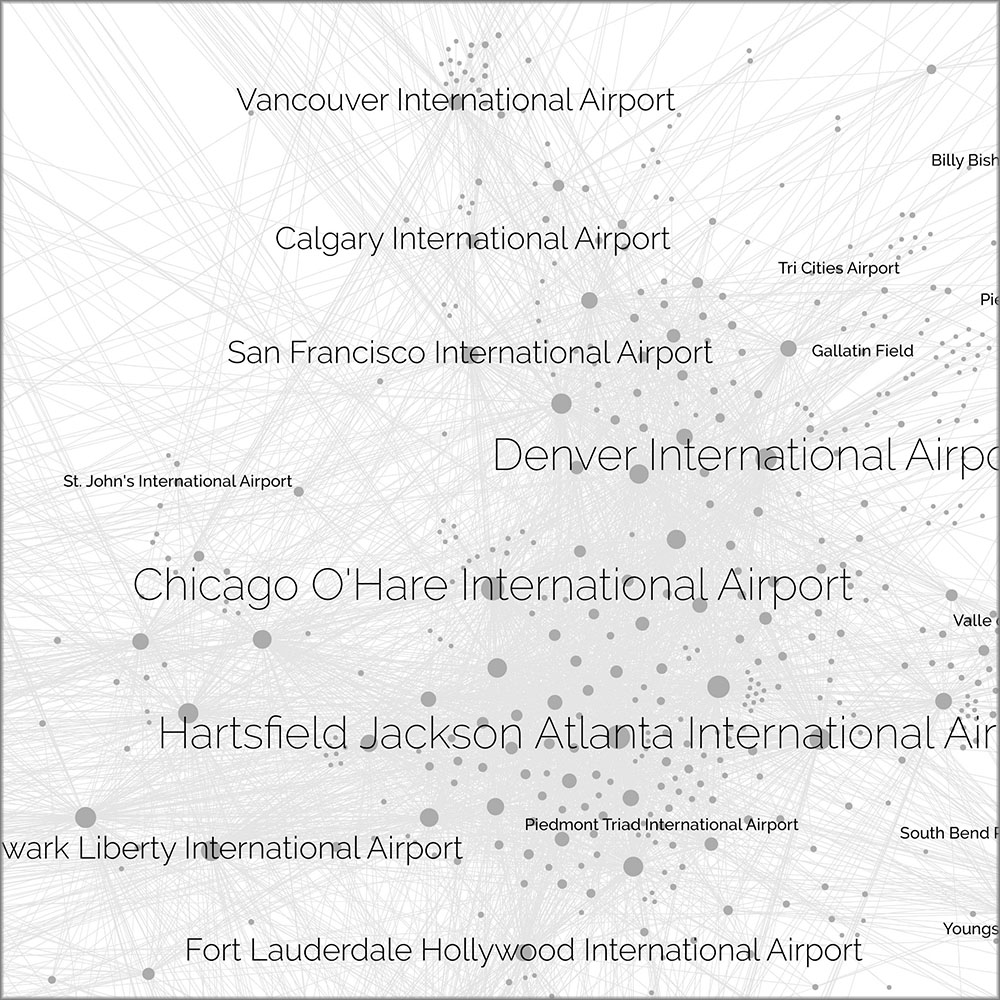 Vancouver International Airport
Billy Bish
Calgary International Airport
Tri Cities Airport
Pie
San Francisco International Airport
Gallatin Field
Denver International Airpo
St. John's International Airport
Chicago O'Hare International Airport
Valle
Hartsfield Jackson Atlanta International Air
Piedmont Triad International Airport
South Bend
wark Liberty International Airport
Youngs
Fort Lauderdale Hollywood International Airport